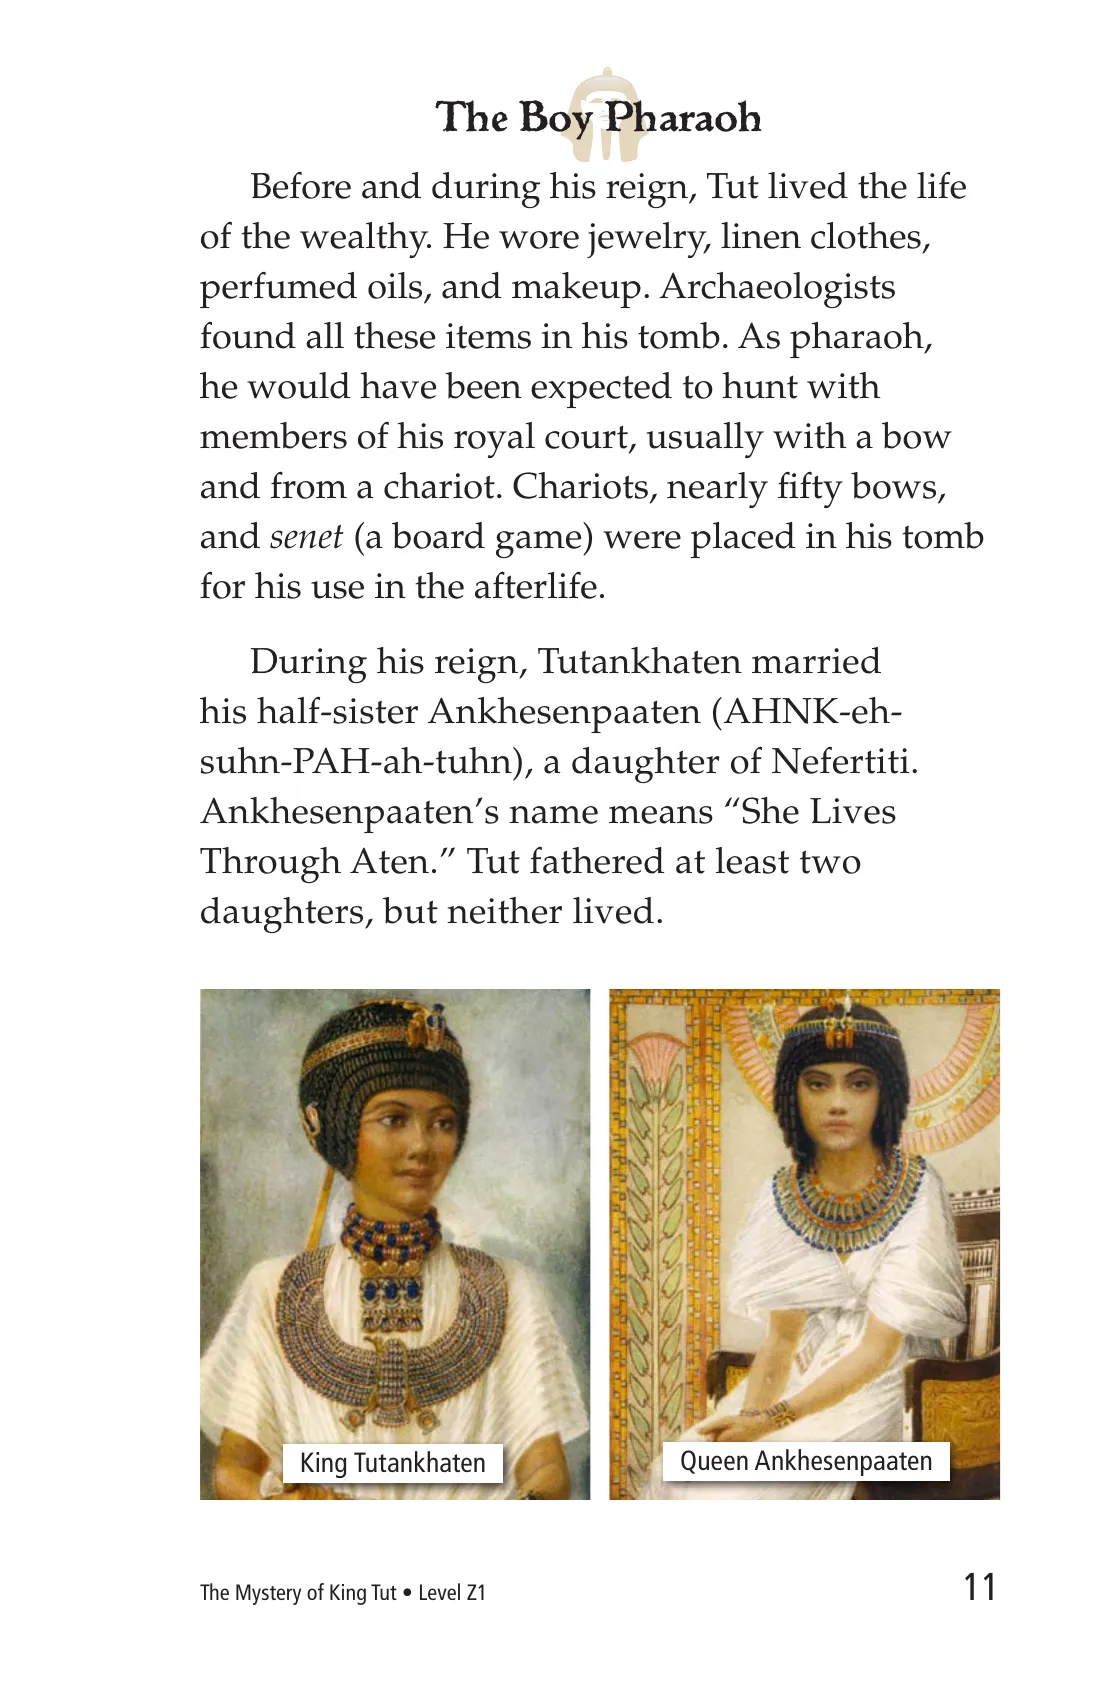 The Boy Pharaoh
Before and during his reign, Tut lived the life
of the wealthy. He wore jewelry, linen clothes,
perfumed oils, and makeup. Archaeologists
found all these items in his tomb. As pharaoh,
he would have been expected to hunt with
members of his royal court, usually with a bow
and from a chariot. Chariots, nearly fifty bows,
and senet (a board game) were placed in his tomb
for his use in the afterlife.
During his reign, Tutankhaten married
his half-sister Ankhesenpaaten (AHNK-eh-
suhn-PAH-ah-tuhn), a daughter of Nefertiti.
Ankhesenpaaten’s name means “She Lives
Through Aten.” Tut fathered at least two
daughters, but neither lived.
King Tutankhaten
Queen Ankhesenpaaten
The Mystery of King Tut • Level Z1
11